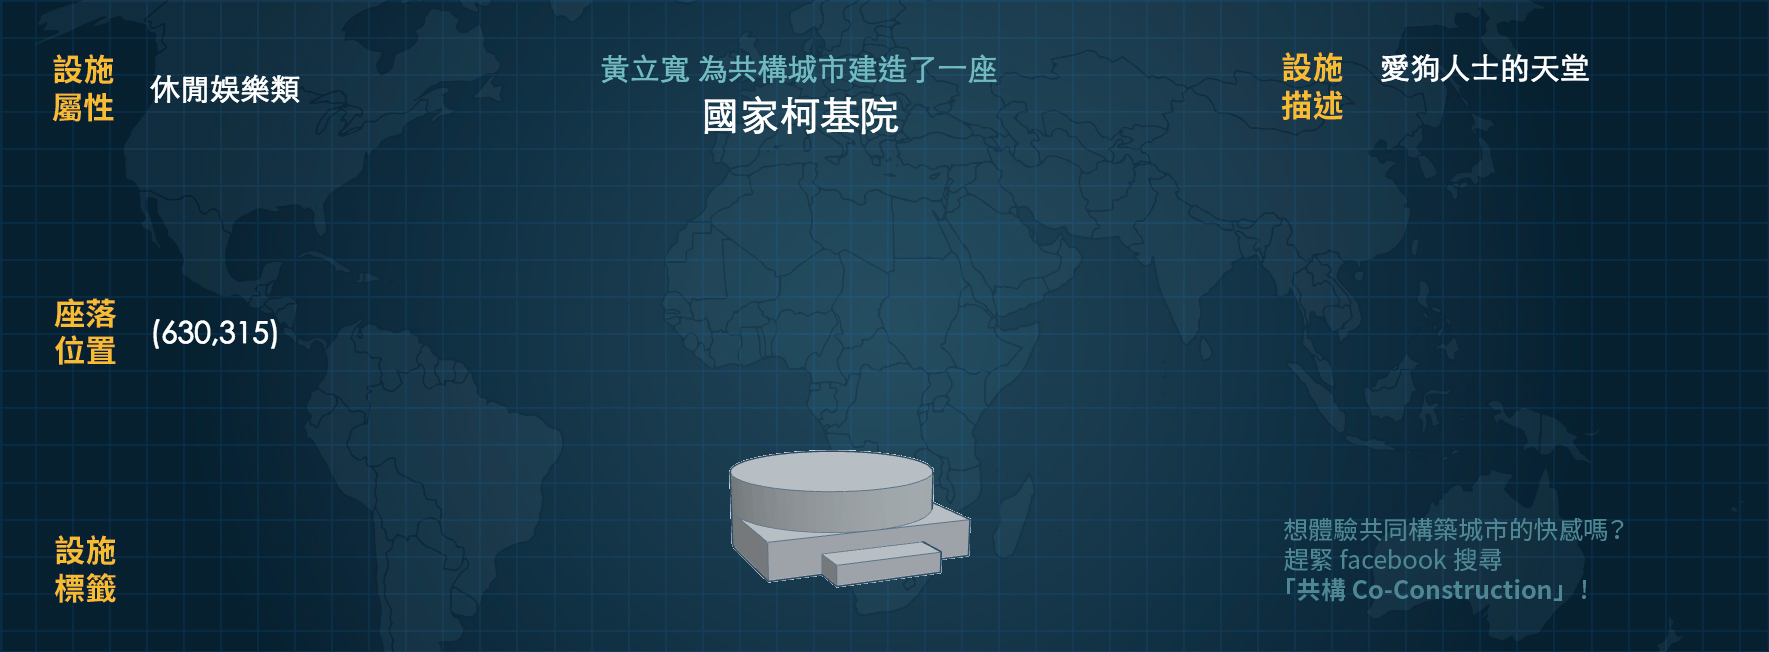 設施
屬性
休閒娛樂類
黃立寬 為共構城市建造了一座
國家柯基院
設施
描述
愛狗人士的天堂
座落
位置
(630,315)
設施
標籤
想體驗共同構築城市的快感嗎？
趕緊 facebook 搜尋
「共構 Co-Construction」！